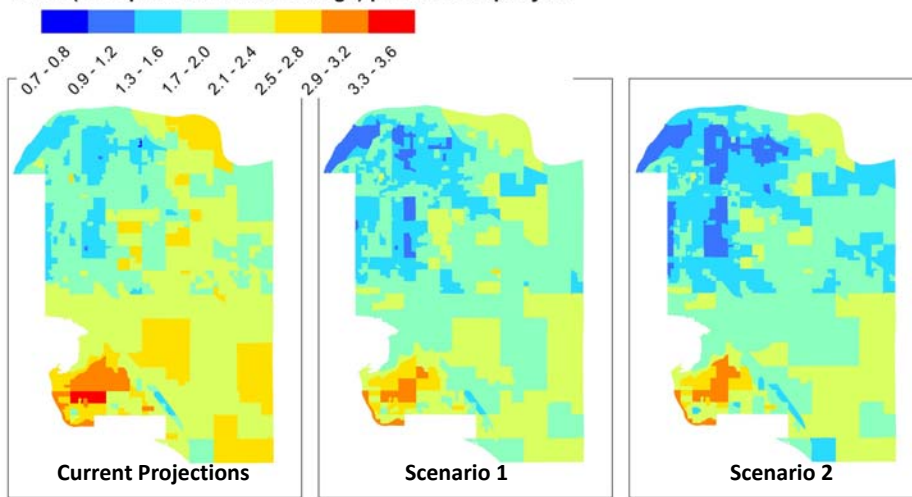 0.7 - 0.8
0.9 - 1.2
1.3 - 1.6
1.7 - 2.0
2.1 - 2.4
2.5 - 2.8
2.9 - 3.2
3.3 - 3.6
Current Projections
Scenario 1
Scenario 2